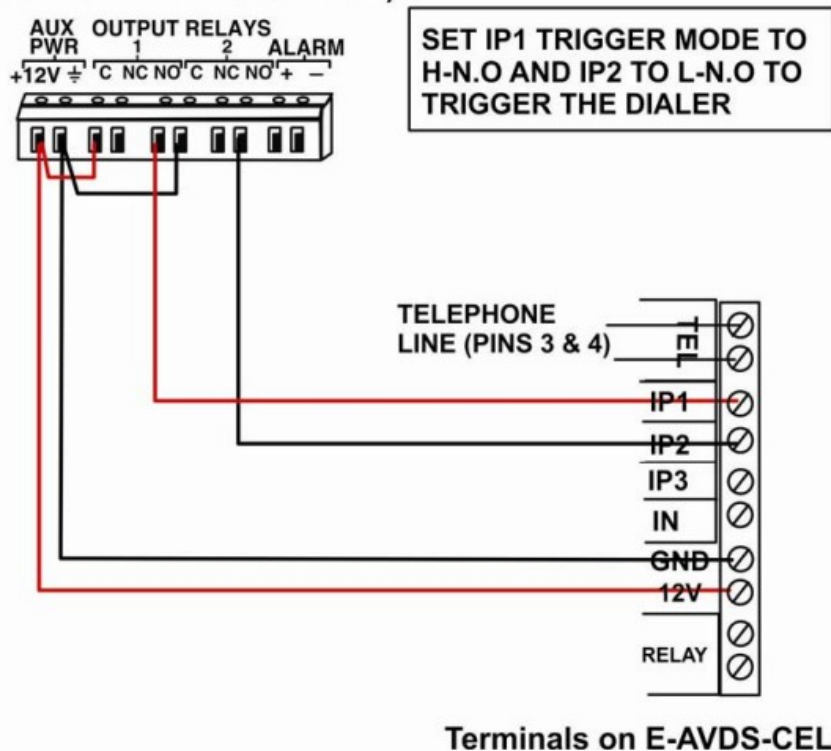 AUX
PWR
OUTPUT RELAYS
1 2
ALARM
+12V C NC NO C NC NO + −
SET IP1 TRIGGER MODE TO
H-N.O AND IP2 TO L-N.O TO
TRIGGER THE DIALER
TELEPHONE
LINE (PINS 3 & 4)
TEL
IP1
IP2
IP3
IN
GND
12V
RELAY
Terminals on E-AVDS-CEL